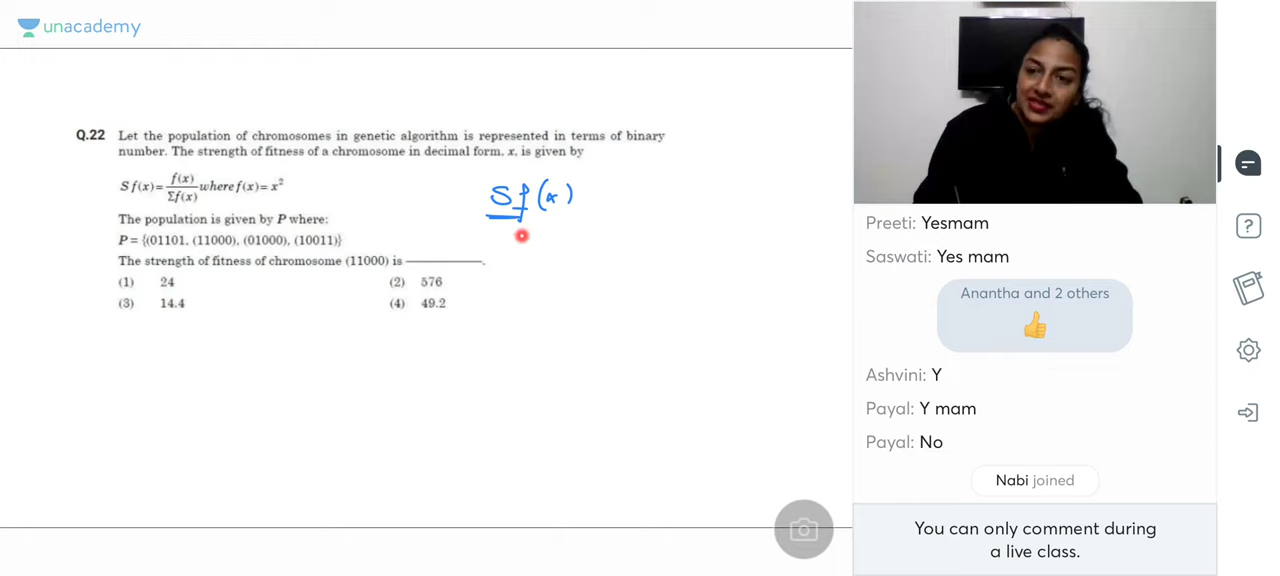 unacademy
Q.22 Let the population of chromosomes in genetic algorithm is represented in terms of binary
number. The strength of fitness of a chromosome in decimal form, x, is given by
S f(x)= f(x)/Σf(x) where f(x)= x²
The population is given by P where:
P = {(01101, (11000), (01000), (10011)}
The strength of fitness of chromosome (11000) is ————.
(1) 24 (2) 576
(3) 14.4 (4) 49.2
Sf(x)
Preeti: Yesmam
Saswati: Yes mam
Anantha and 2 others
👍
Ashvini: Y
Payal: Y mam
Payal: No
Nabi joined
You can only comment during
a live class.